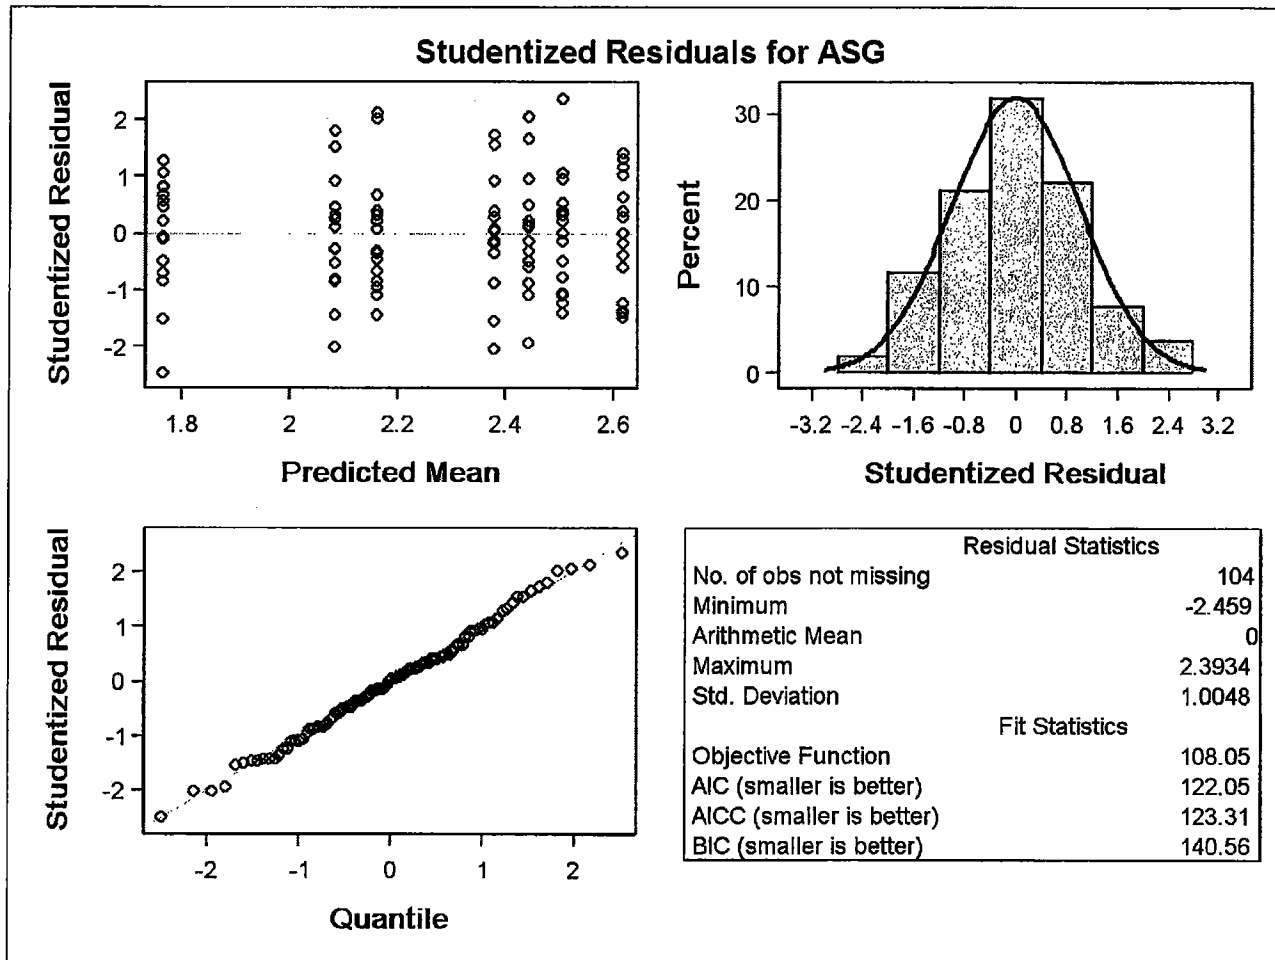 Studentized Residuals for ASG
Studentized Residual
2
1
0
-1
-2
1.8 2 2.2 2.4 2.6
Predicted Mean
Percent
30
20
10
0
-3.2 -2.4 -1.6 -0.8 0 0.8 1.6 2.4 3.2
Studentized Residual
Studentized Residual
2
1
0
-1
-2
-2 -1 0 1 2
Quantile
Residual Statistics
No. of obs not missing 104
Minimum -2.459
Arithmetic Mean 0
Maximum 2.3934
Std. Deviation 1.0048
Fit Statistics
Objective Function 108.05
AIC (smaller is better) 122.05
AICC (smaller is better) 123.31
BIC (smaller is better) 140.56